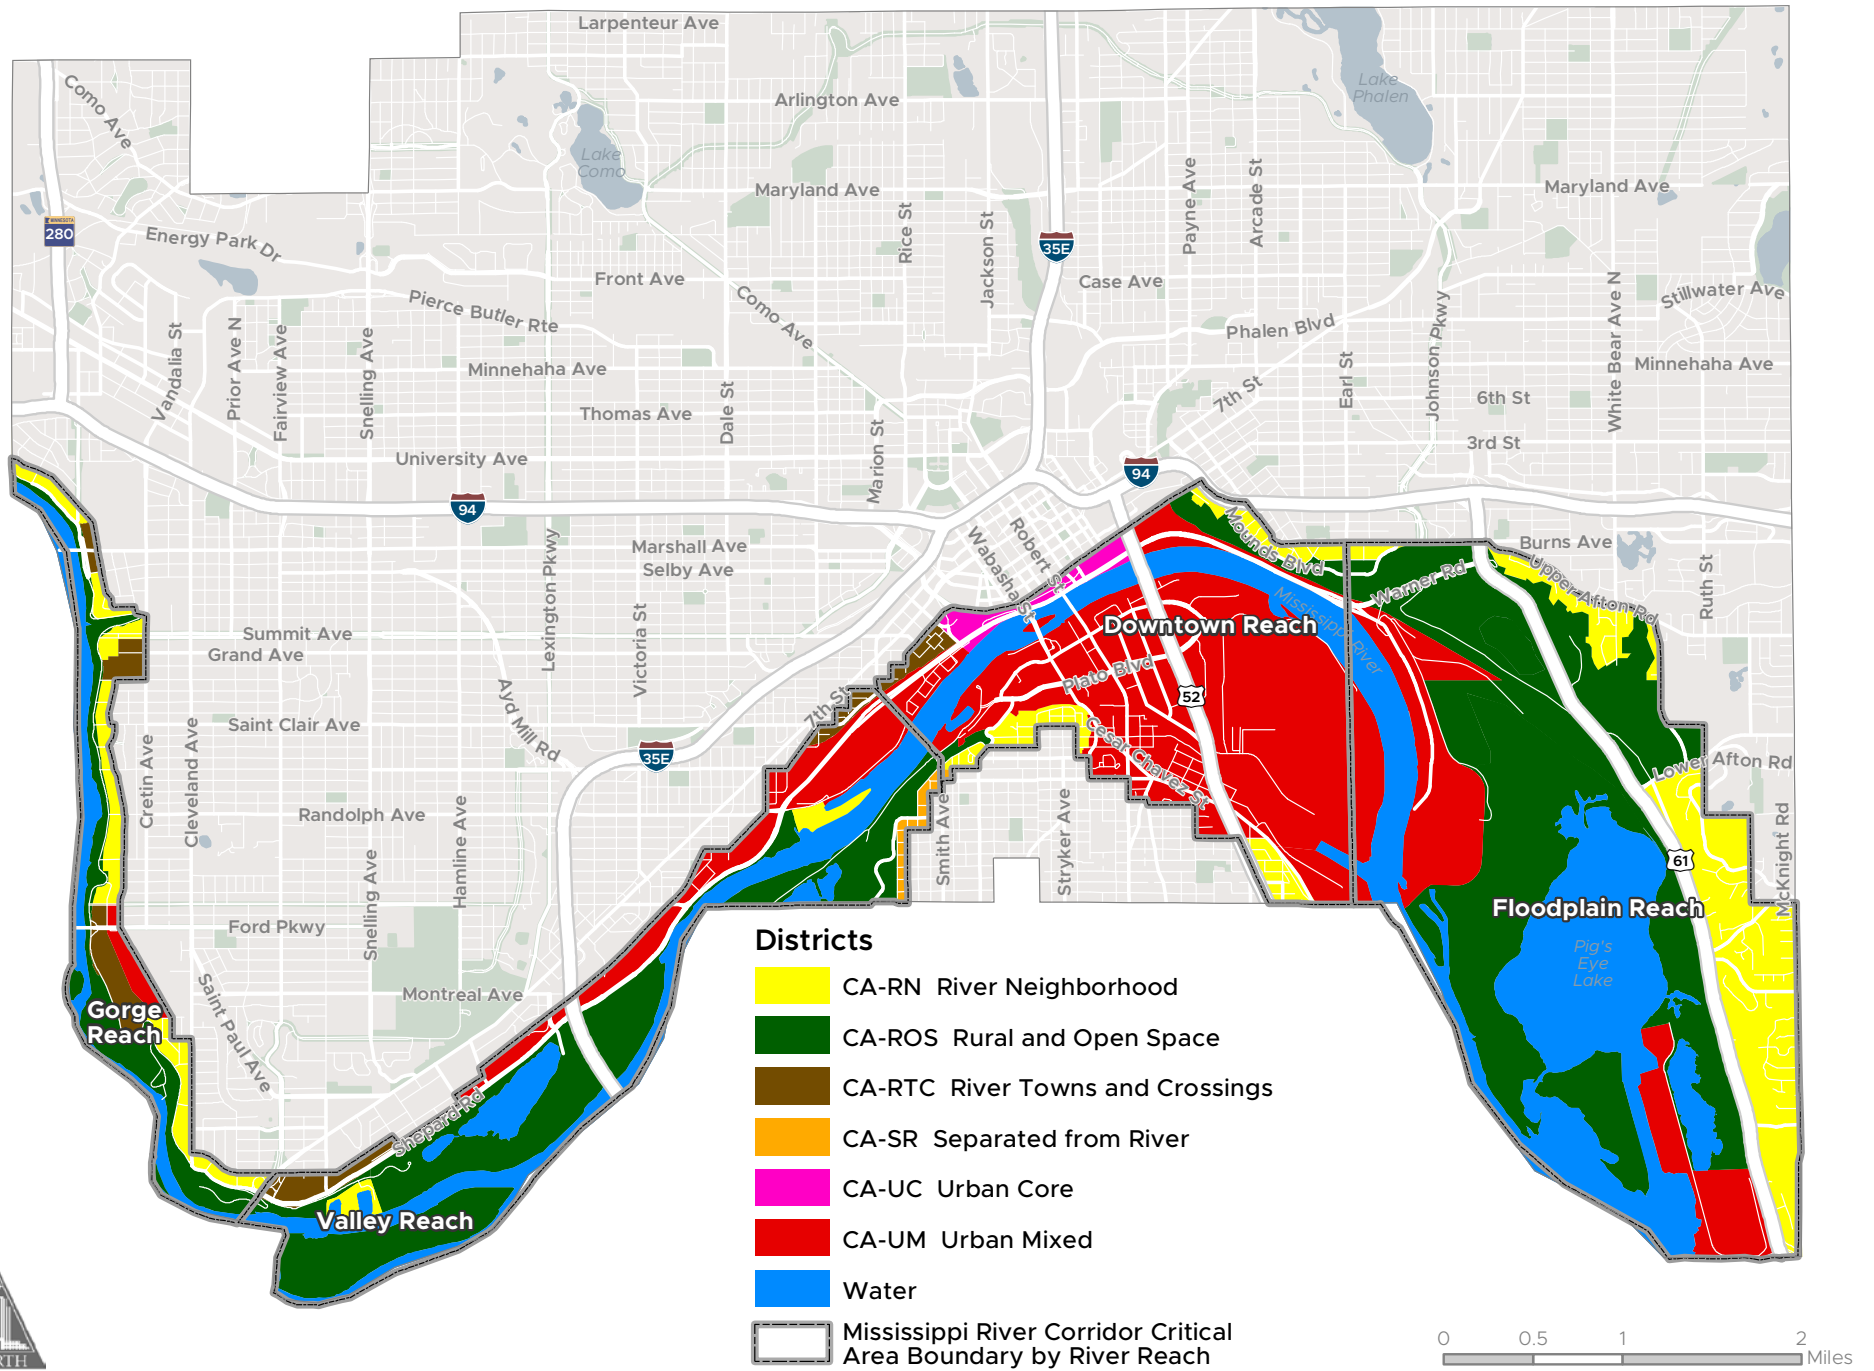 Larpenteur Ave
Como Ave
Arlington Ave
Lake
Phalen
Lake
Como
Maryland Ave
Maryland Ave
Payne Ave
Arcade St
Rice St
Jackson St
MINNESOTA
280
Energy Park Dr
35E
Front Ave
Case Ave
Como Ave
Pierce Butler Rte
Stillwater Ave
Phalen Blvd
Johnson Pkwy
White Bear Ave N
Vandalia St
Prior Ave N
Fairview Ave
Snelling Ave
Minnehaha Ave
Minnehaha Ave
Earl St
Dale St
7th St
6th St
Thomas Ave
Marion St
3rd St
University Ave
94
94
Robert St
Wabasha St
Mounds Blvd
Lexington Pkwy
Marshall Ave
Selby Ave
Burns Ave
Upper Afton Rd
Ruth St
Warner Rd
Mississippi River
Downtown Reach
Victoria St
Summit Ave
Grand Ave
Plato Blvd
52
7th St
Ayd Mill Rd
Saint Clair Ave
Cesar Chavez St
35E
Lower Afton Rd
Cretin Ave
Cleveland Ave
Randolph Ave
Hamline Ave
Smith Ave
Stryker Ave
McKnight Rd
61
Snelling Ave
Ford Pkwy
Floodplain Reach
Pig's
Eye
Lake
Saint Paul Ave
Montreal Ave
Gorge
Reach
Shepard Rd
Valley Reach
Districts
CA-RN River Neighborhood
CA-ROS Rural and Open Space
CA-RTC River Towns and Crossings
CA-SR Separated from River
CA-UC Urban Core
CA-UM Urban Mixed
Water
Mississippi River Corridor Critical
Area Boundary by River Reach
0 0.5 1 2
Miles